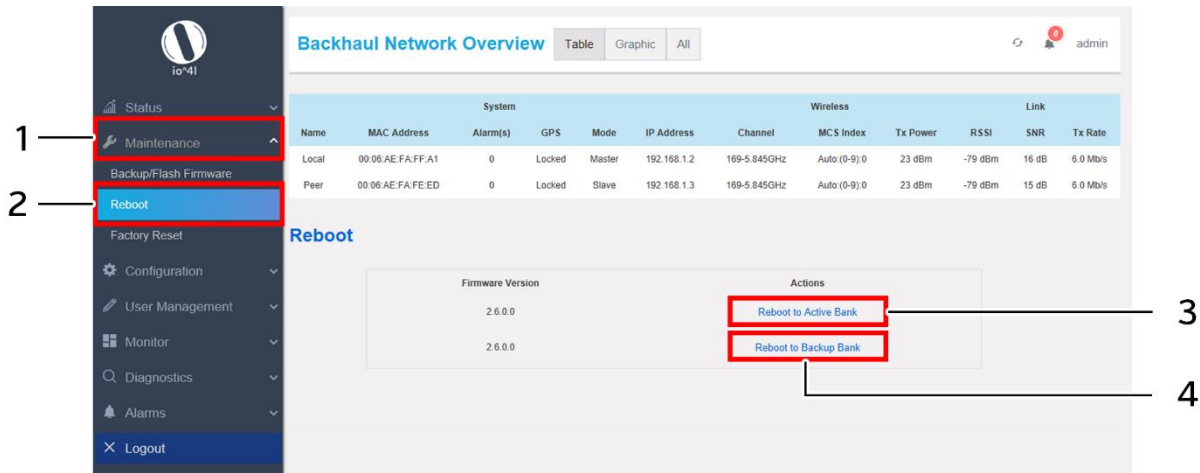 Backhaul Network Overview Table Graphic All 0 admin
io^4l
Status
1 Maintenance
Backup/Flash Firmware
2 Reboot
Factory Reset
Configuration
User Management
Monitor
Diagnostics
Alarms
Logout
System Wireless Link
Name MAC Address Alarm(s) GPS Mode IP Address Channel MCS Index Tx Power RSSI SNR Tx Rate
Local 00:06:AE:FA:FF:A1 0 Locked Master 192.168.1.2 169-5.845GHz Auto:(0-9):0 23 dBm -79 dBm 16 dB 6.0 Mb/s
Peer 00:06:AE:FA:FE:ED 0 Locked Slave 192.168.1.3 169-5.845GHz Auto:(0-9):0 23 dBm -79 dBm 15 dB 6.0 Mb/s
Reboot
Firmware Version Actions
2.6.0.0 Reboot to Active Bank 3
2.6.0.0 Reboot to Backup Bank
4